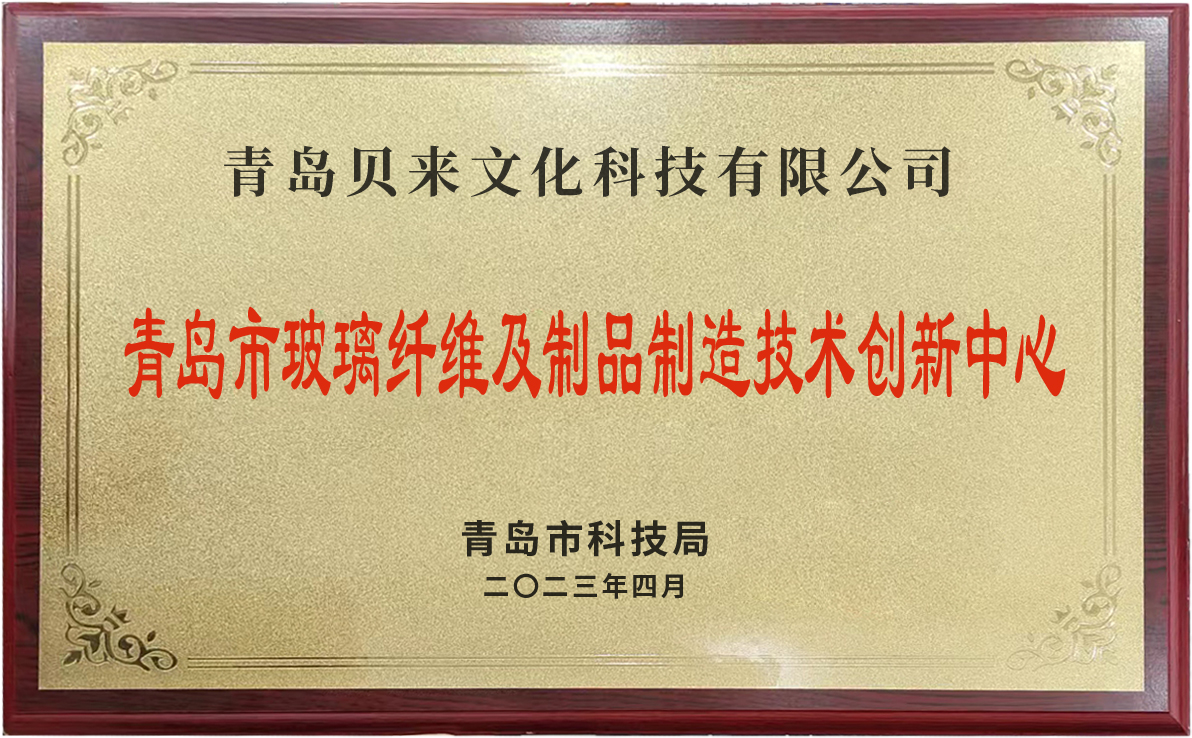 青岛贝来文化科技有限公司
青岛市玻璃纤维及制品制造技术创新中心
青岛市科技局
二〇二三年四月